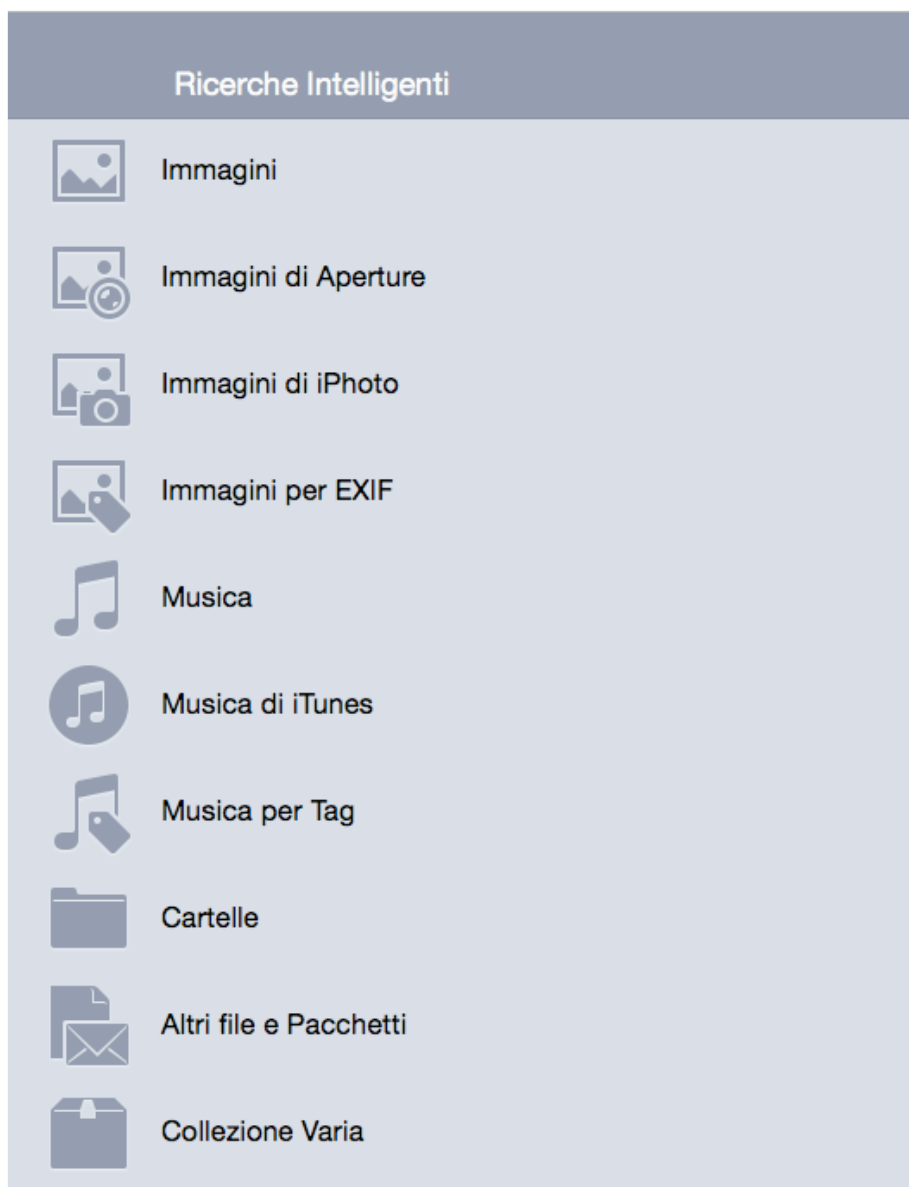 Ricerche Intelligenti
Immagini
Immagini di Aperture
Immagini di iPhoto
Immagini per EXIF
Musica
Musica di iTunes
Musica per Tag
Cartelle
Altri file e Pacchetti
Collezione Varia